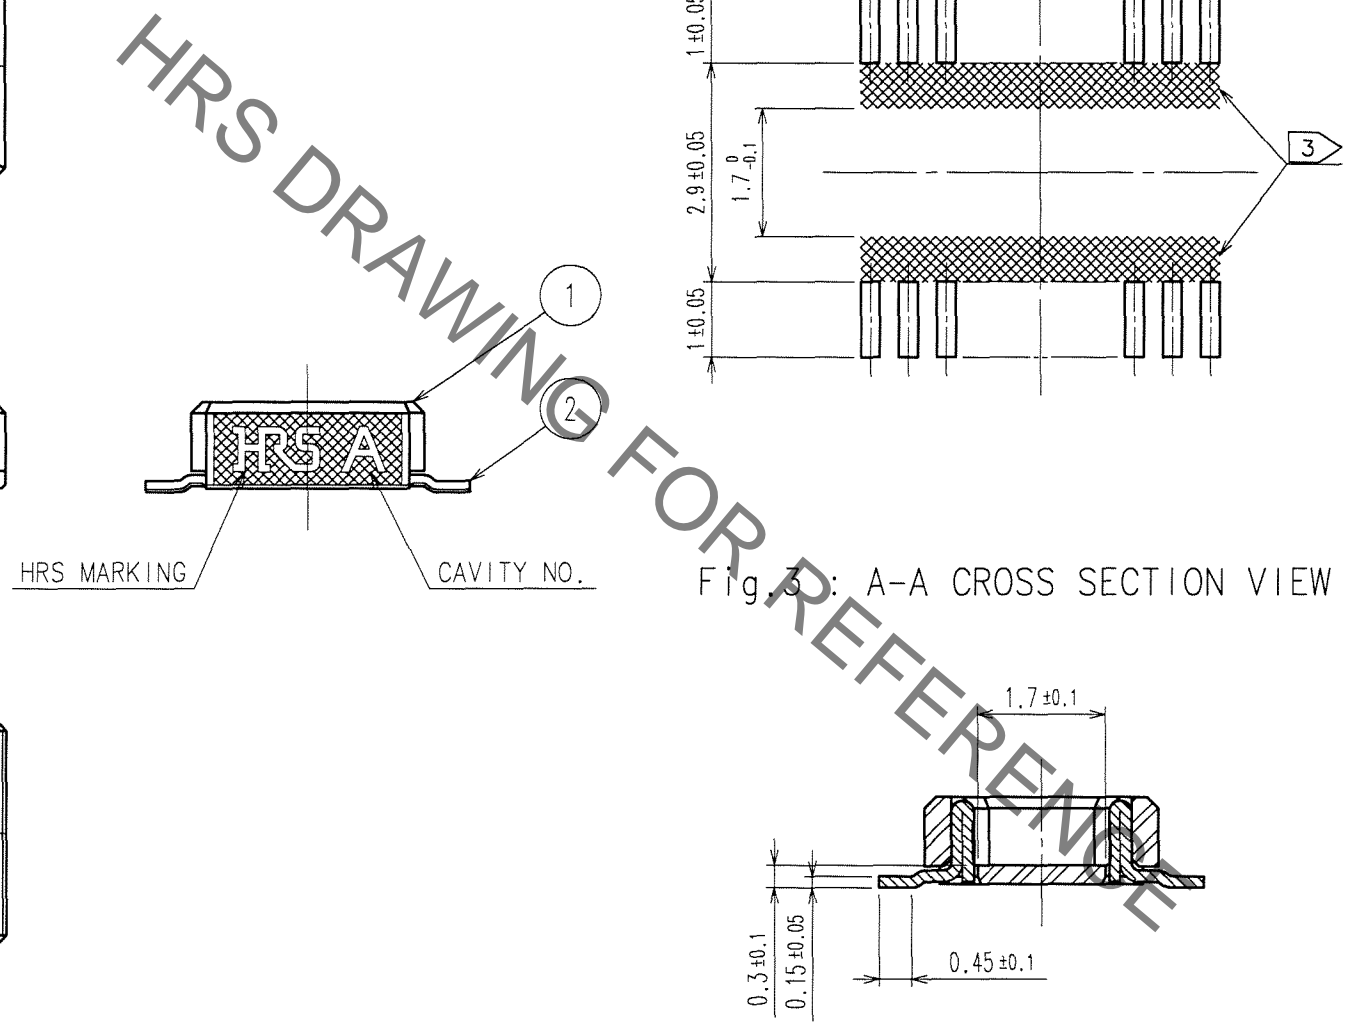 HRS DRAWING FOR REFERENCE
1±0.05
2.9±0.05
1.7 0 -0.1
3
1±0.05
1
2
HRS A
HRS MARKING
CAVITY NO.
Fig.3 : A-A CROSS SECTION VIEW
1.7±0.1
0.3±0.1
0.15±0.05
0.45±0.1